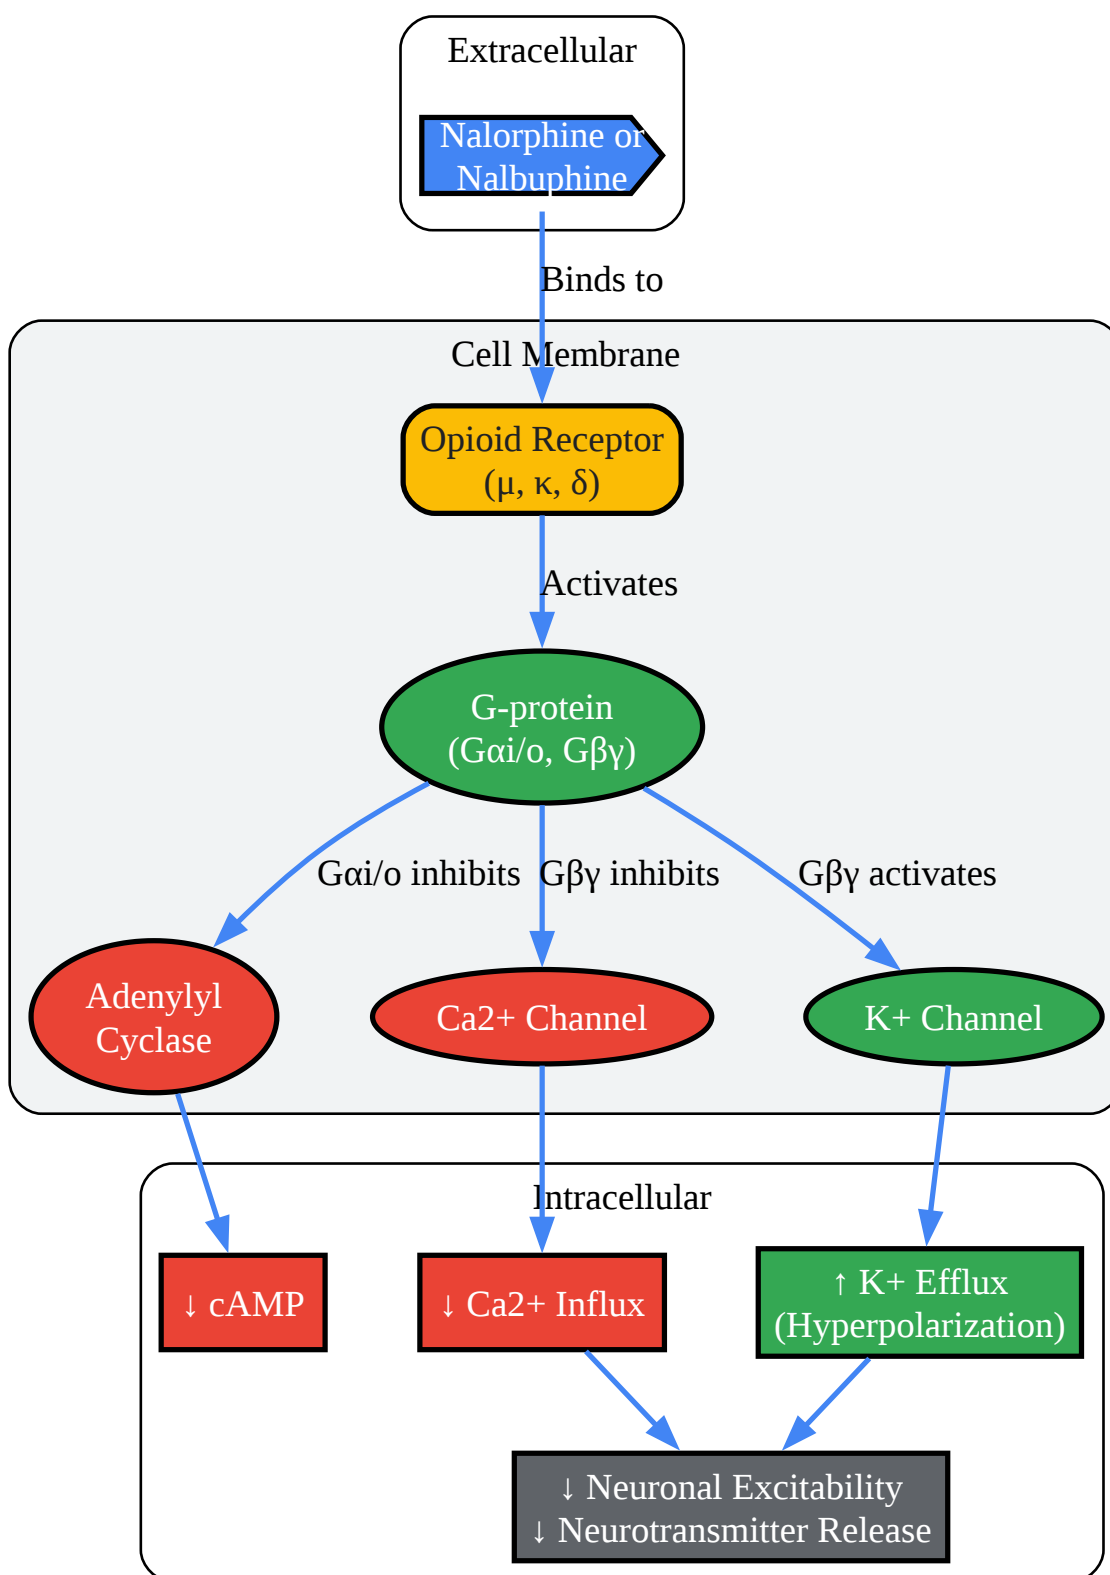 Extracellular
Nalorphine or
Nalbuphine
Binds to
Cell Membrane
Opioid Receptor
(μ, κ, δ)
Activates
G-protein
(Gαi/o, Gβγ)
Gαi/o inhibits
Gβγ inhibits
Gβγ activates
Adenylyl
Cyclase
Ca2+ Channel
K+ Channel
Intracellular
↓ cAMP
↓ Ca2+ Influx
↑ K+ Efflux
(Hyperpolarization)
↓ Neuronal Excitability
↓ Neurotransmitter Release